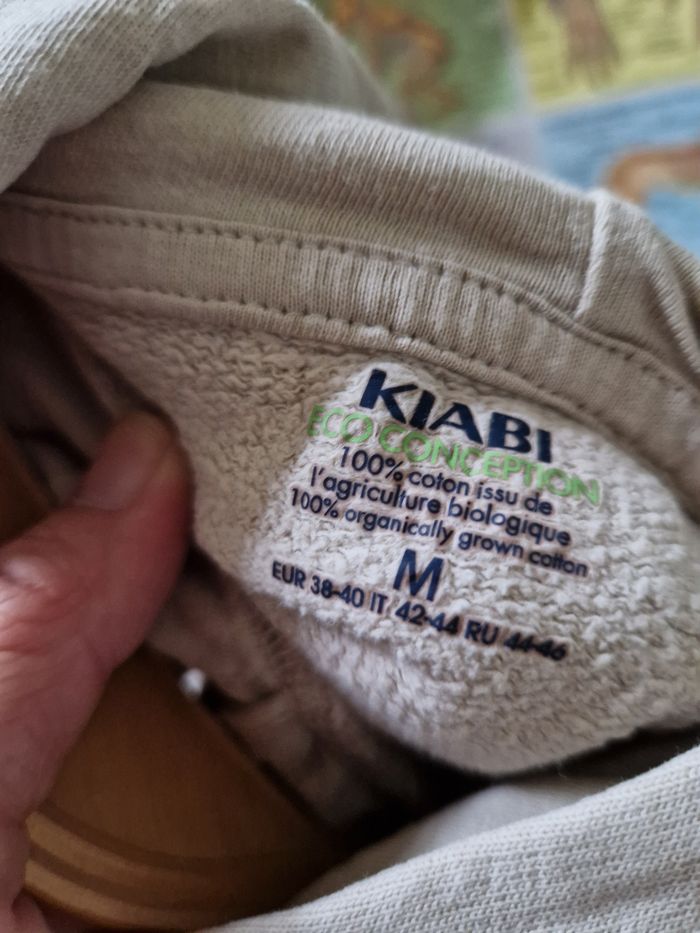 KIABI
ECO CONCEPTION
100% coton issu de
l'agriculture biologique
100% organically grown cotton
M
EUR 38-40 IT 42-44 RU 44-46